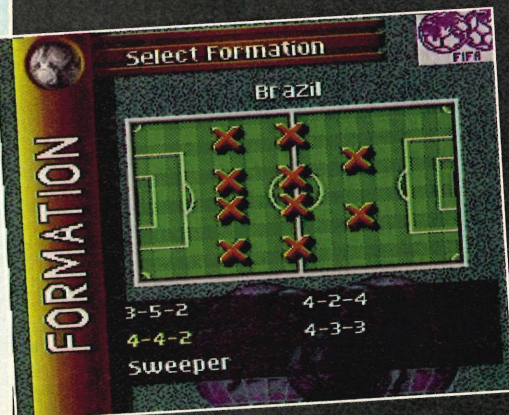 Select Formation
FIFA
Brazil
FORMATION
3-5-2
4-2-4
4-4-2
4-3-3
Sweeper